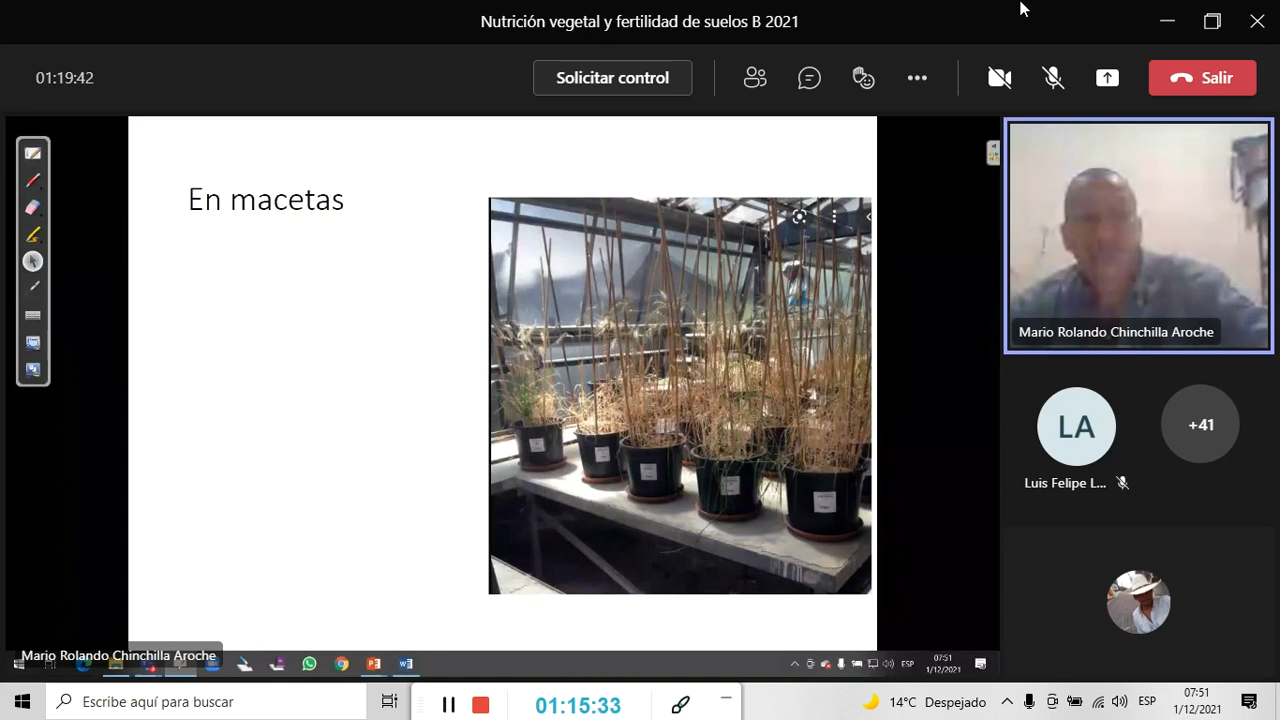 Nutrición vegetal y fertilidad de suelos B 2021
01:19:42
Solicitar control
Salir
En macetas
Mario Rolando Chinchilla Aroche
LA
+41
Luis Felipe L...
Mario Rolando Chinchilla Aroche
ESP
07:51
1/12/2021
Escribe aquí para buscar
01:15:33
14°C Despejado
ESP
07:51
1/12/2021